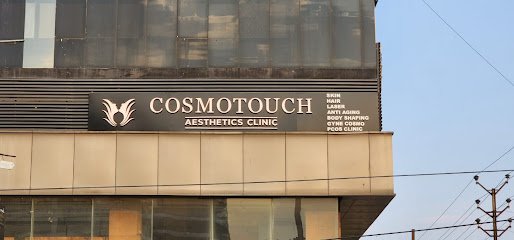 COSMOTOUCH
AESTHETICS CLINIC
SKIN
HAIR
LASER
ANTI AGING
BODY SHAPING
GYNE COSMO
PCOS CLINIC